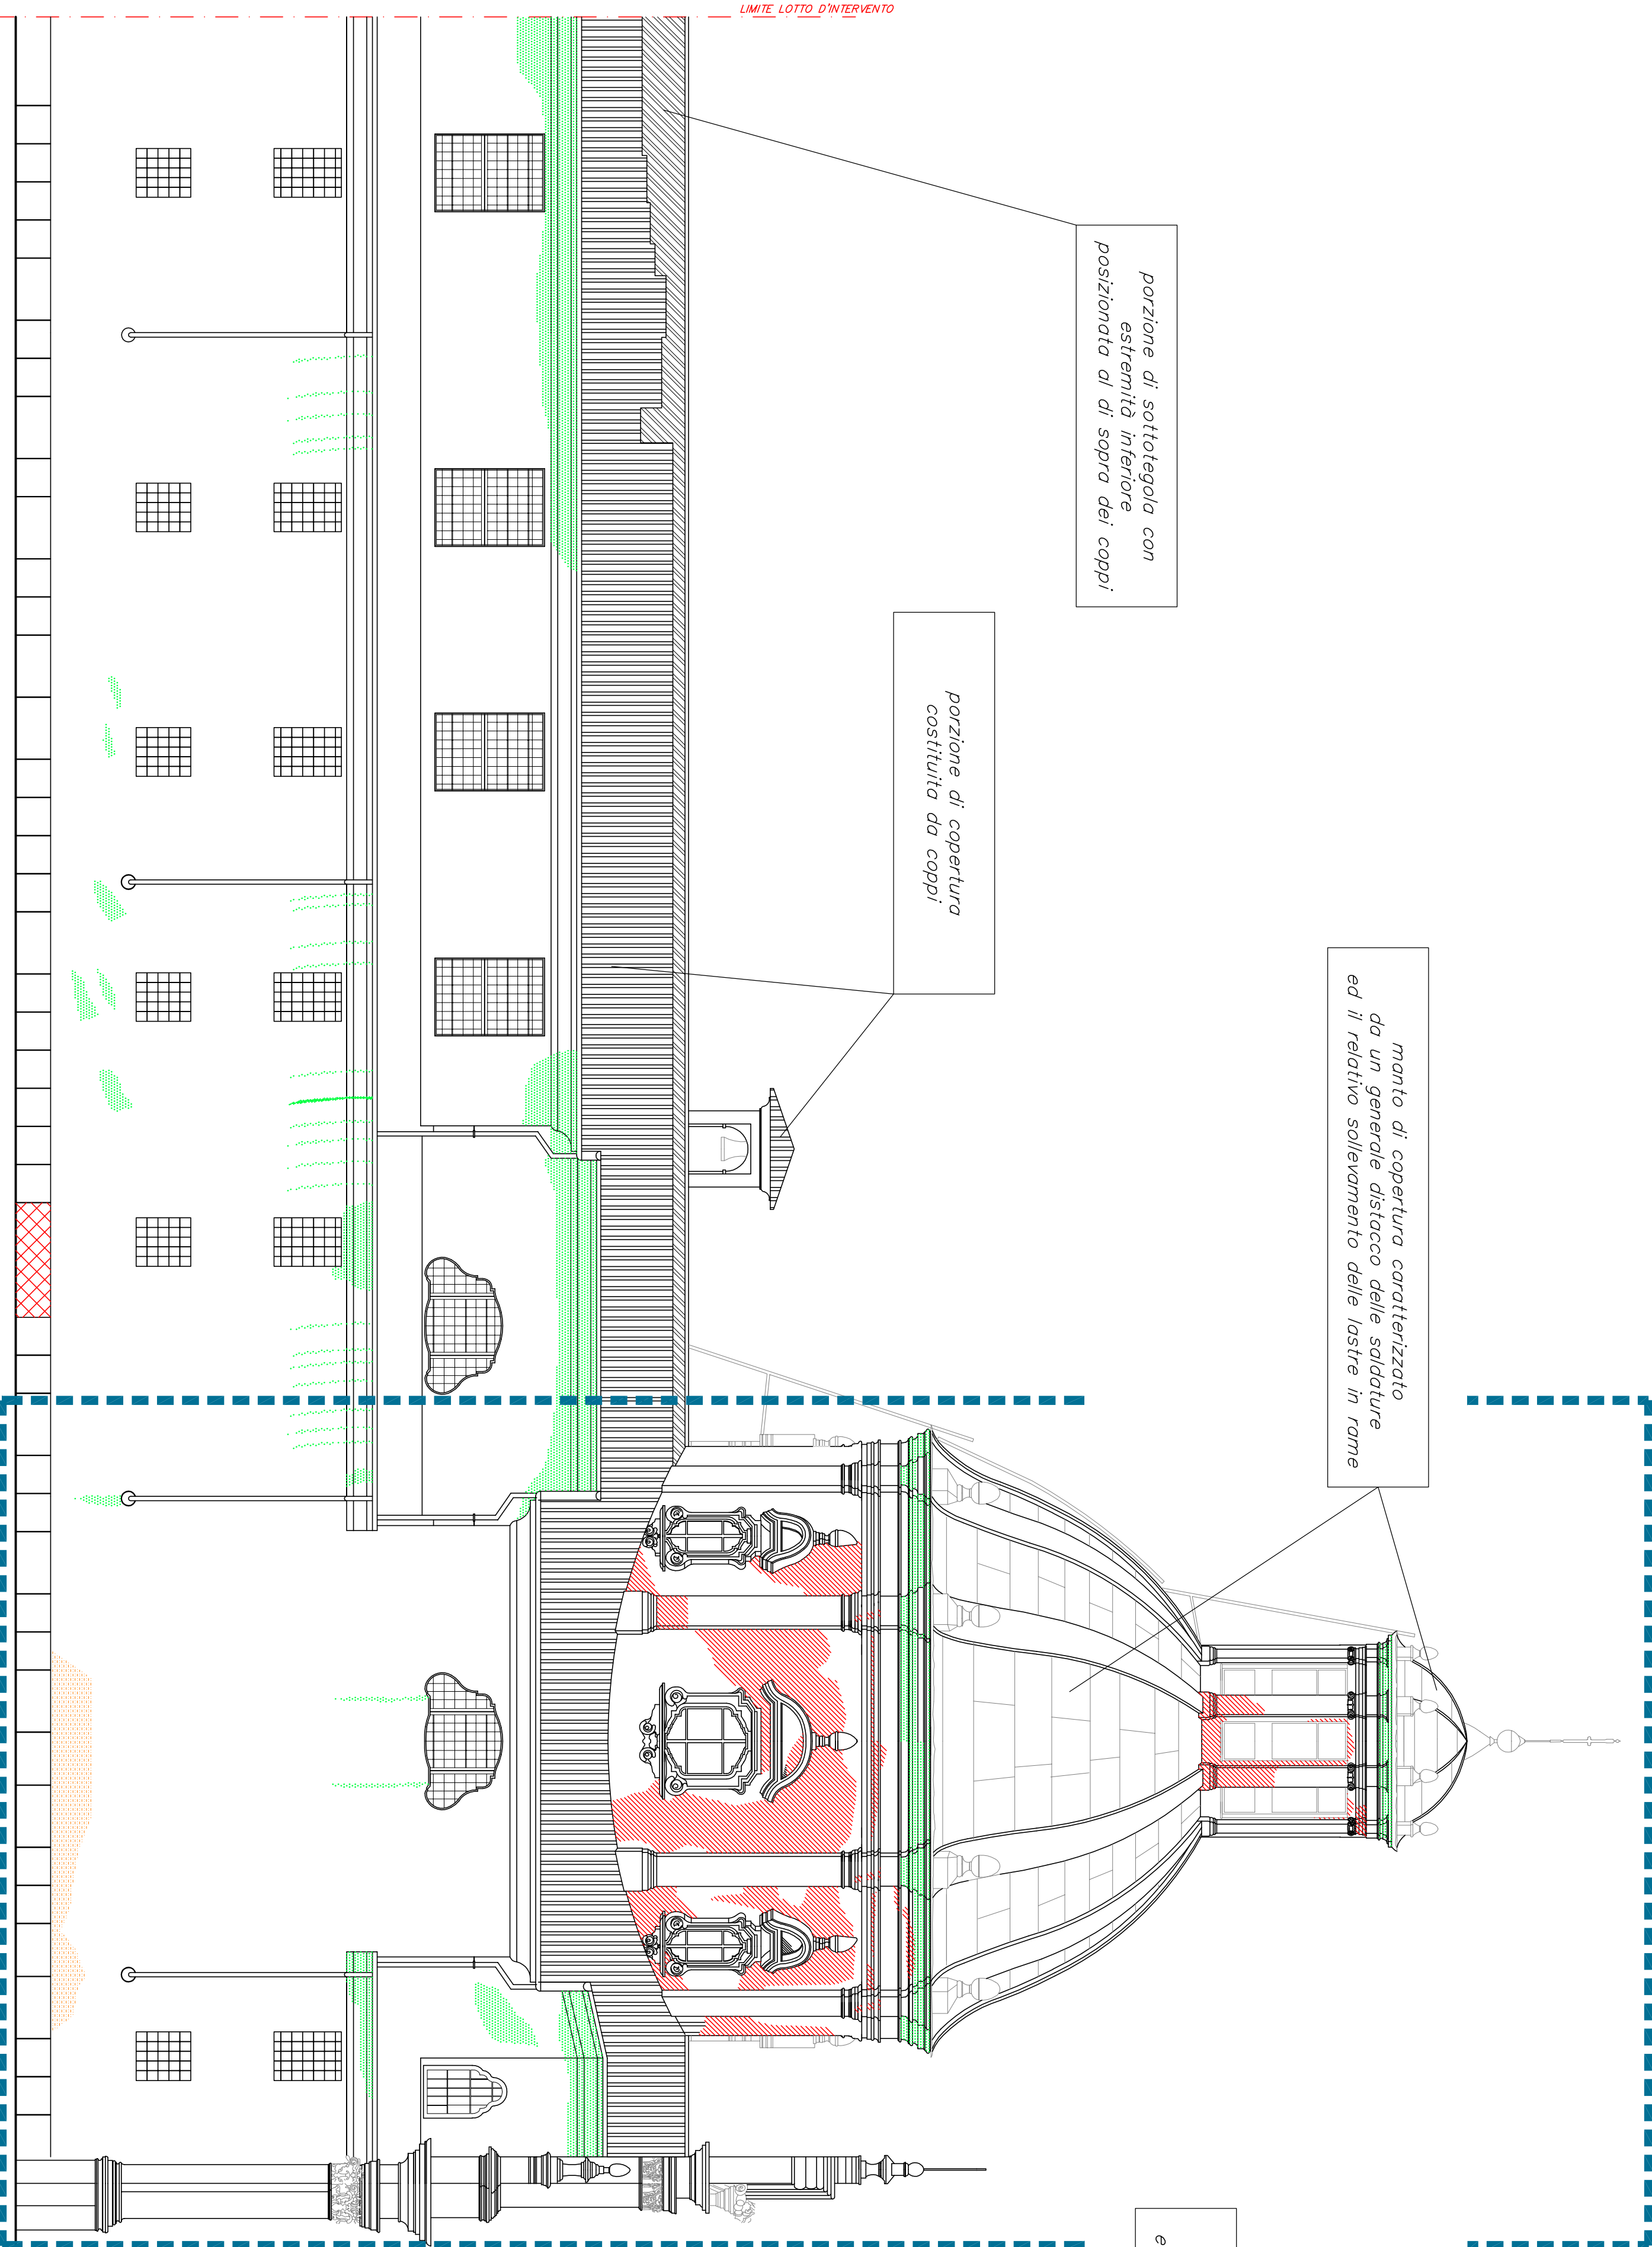 LIMITE LOTTO D'INTERVENTO
porzione di sottotegola con
estremità inferiore
posizionata al di sopra dei coppi
porzione di copertura
costituita da coppi
manto di copertura caratterizzato
da un generale distacco delle saldature
ed il relativo sollevamento delle lastre in rame
e